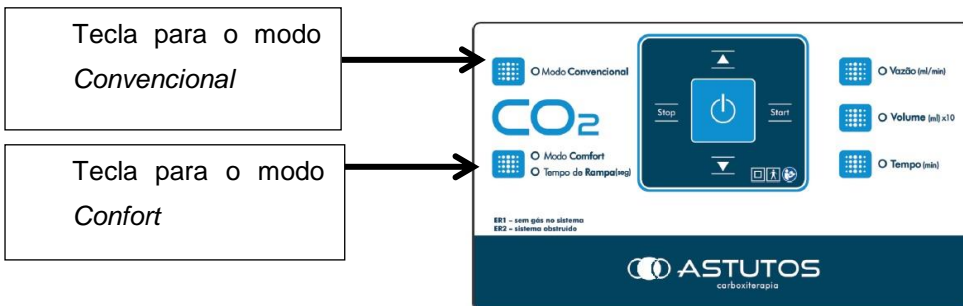 Tecla para o modo
Convencional
Tecla para o modo
Confort
Modo Convencional
CO2
Modo Comfort
Tempo de Rampa(seg)
ER1 - sem gás no sistema
ER2 - sistema obstruído
Stop
Start
Vazão (ml/min)
Volume (ml) x10
Tempo (min)
ASTUTOS
carboxiterapia